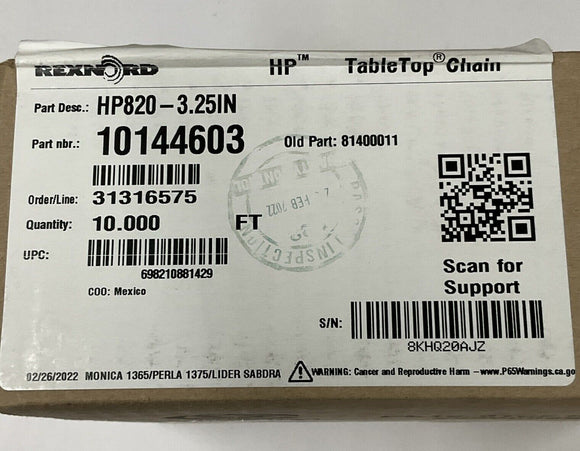 REXNORD HP™ TableTop® Chain
Part Desc.: HP820-3.25IN
Part nbr.: 10144603 Old Part: 81400011
Order/Line: 31316575
Quantity: 10.000 FT
UPC:
698210881429
COO: Mexico
INSPECTION
FEB 2022
Scan for
Support
S/N:
8KHQ20AJZ
02/26/2022 MONICA 1365/PERLA 1375/LIDER SABDRA WARNING: Cancer and Reproductive Harm -www.P65Warnings.ca.go